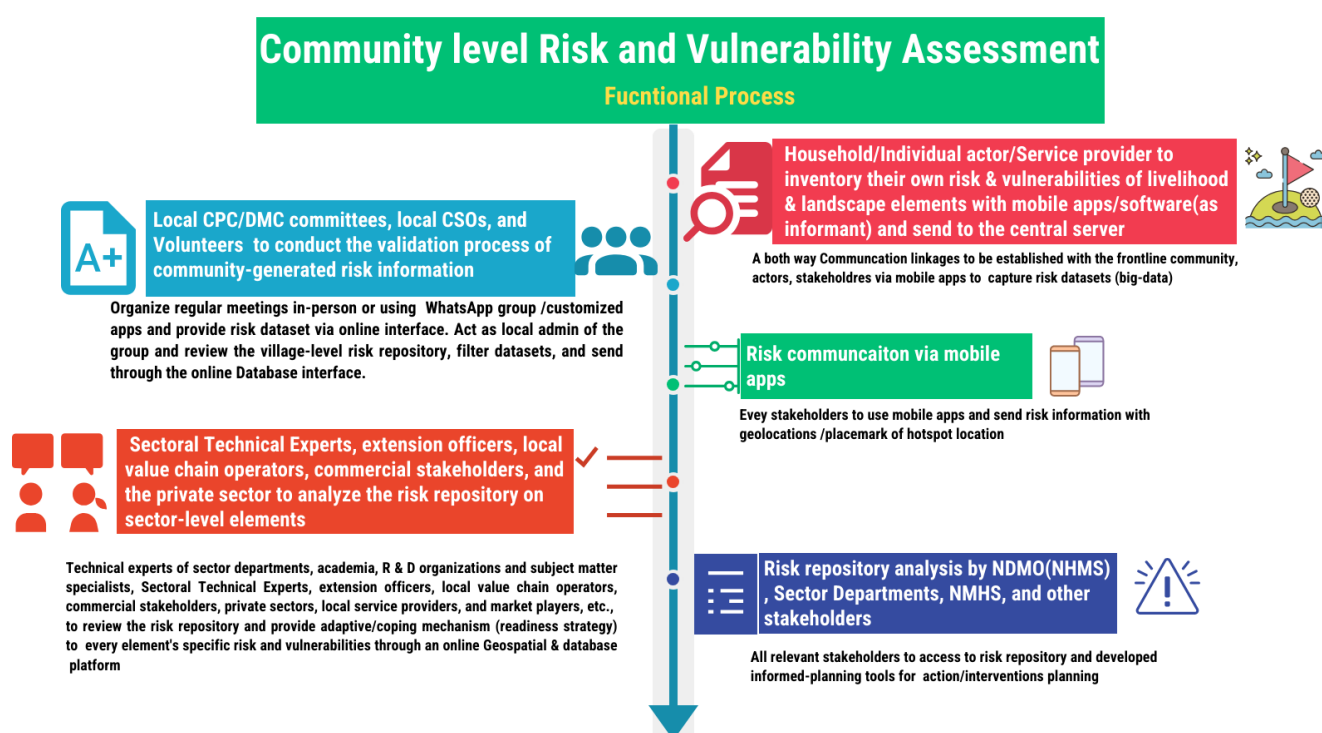 Community level Risk and Vulnerability Assessment
Fucntional Process
Household/Individual actor/Service provider to
inventory their own risk & vulnerabilities of livelihood
& landscape elements with mobile apps/software(as
informant) and send to the central server
A both way Communcation linkages to be established with the frontline community,
actors, stakeholdres via mobile apps to capture risk datasets (big-data)
A+
Local CPC/DMC committees, local CSOs, and
Volunteers to conduct the validation process of
community-generated risk information
Organize regular meetings in-person or using WhatsApp group /customized
apps and provide risk dataset via online interface. Act as local admin of the
group and review the village-level risk repository, filter datasets, and send
through the online Database interface.
Risk communcaiton via mobile
apps
Evey stakeholders to use mobile apps and send risk information with
geolocations /placemark of hotspot location
Sectoral Technical Experts, extension officers, local
value chain operators, commercial stakeholders, and
the private sector to analyze the risk repository on
sector-level elements
Technical experts of sector departments, academia, R & D organizations and subject matter
specialists, Sectoral Technical Experts, extension officers, local value chain operators,
commercial stakeholders, private sectors, local service providers, and market players, etc.,
to review the risk repository and provide adaptive/coping mechanism (readiness strategy)
to every element's specific risk and vulnerabilities through an online Geospatial & database
platform
Risk repository analysis by NDMO(NHMS)
, Sector Departments, NMHS, and other
stakeholders
All relevant stakeholders to access to risk repository and developed
informed-planning tools for action/interventions planning